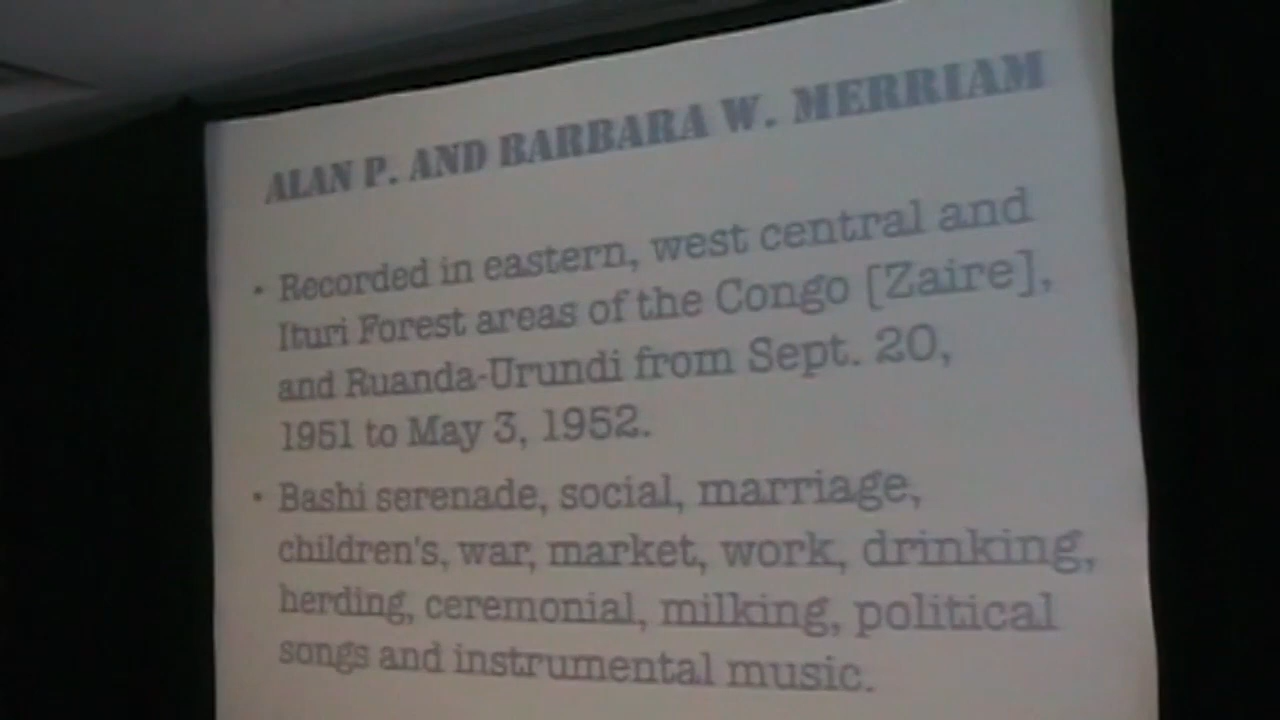 ALAN P. AND BARBARA W. MERRIAM
• Recorded in eastern, west central and
Ituri Forest areas of the Congo [Zaire],
and Ruanda-Urundi from Sept. 20,
1951 to May 3, 1952.
• Bashi serenade, social, marriage,
children's, war, market, work, drinking,
herding, ceremonial, milking, political
songs and instrumental music.